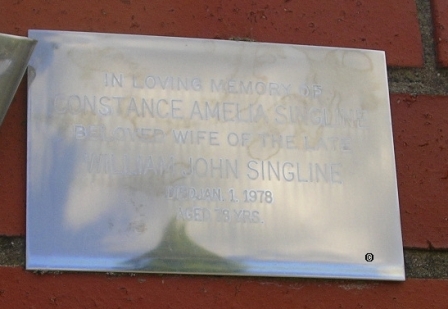 IN LOVING MEMORY OF
CONSTANCE AMELIA SINGLINE
BELOVED WIFE OF THE LATE
WILLIAM JOHN SINGLINE
JAN. 1. 1978
AGED 78 YRS.